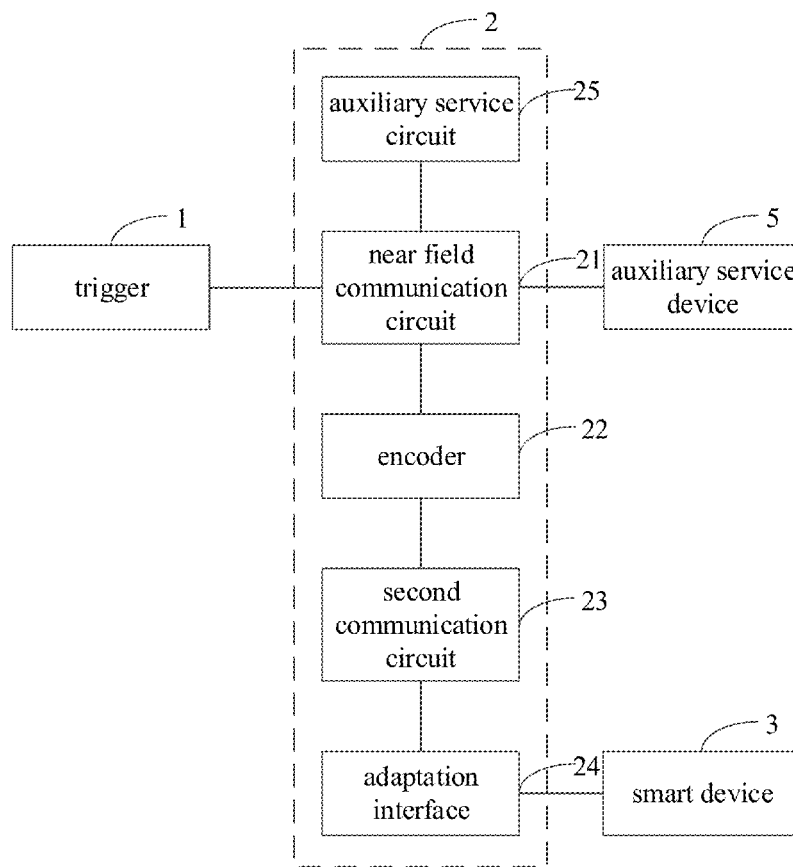 2
auxiliary service
circuit
25
1
trigger
near field
communication
circuit
21
5
auxiliary service
device
encoder
22
second
communication
circuit
23
adaptation
interface
24
3
smart device